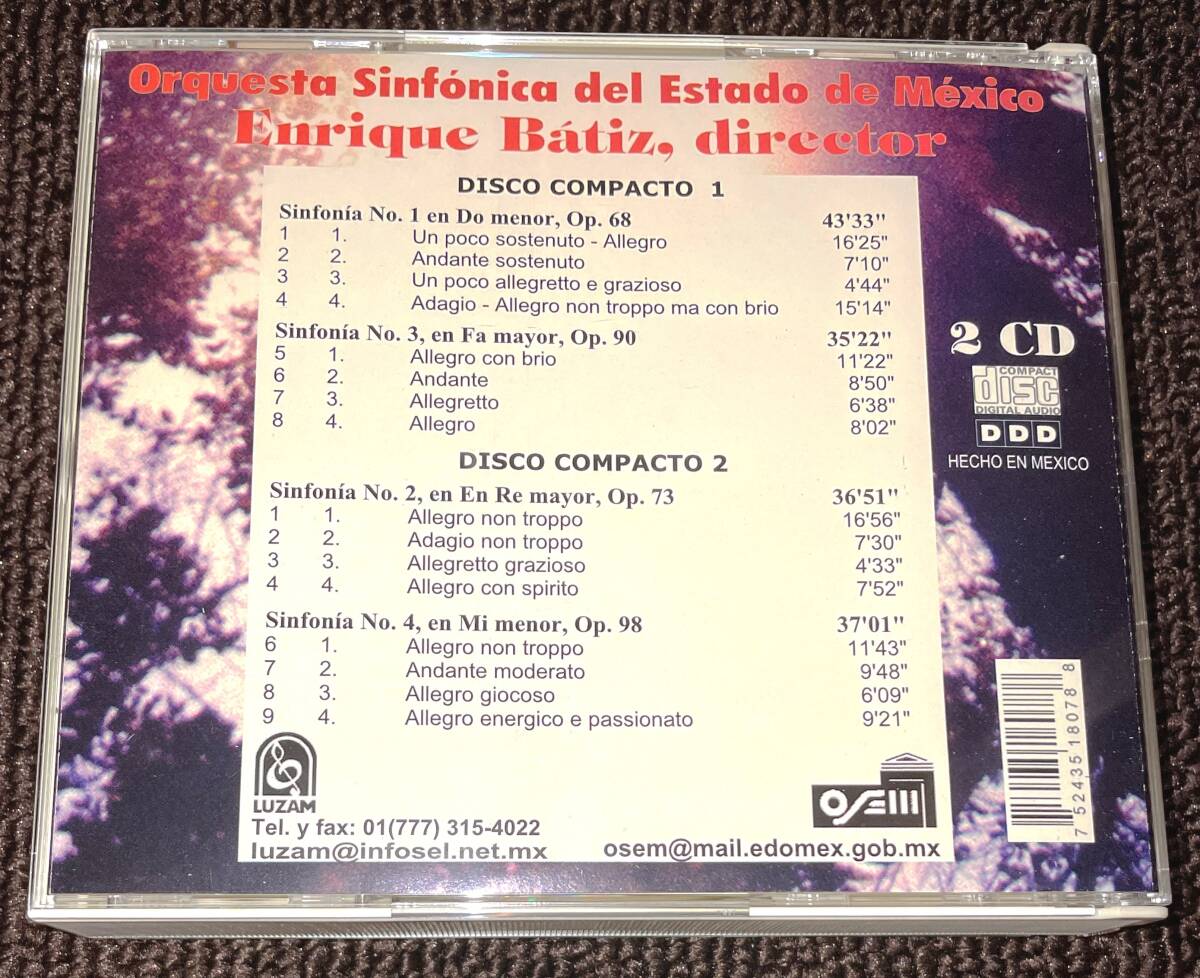 Orquesta Sinfónica del Estado de México
Enrique Bátiz, director
DISCO COMPACTO 1
Sinfonía No. 1 en Do menor, Op. 68 43'33"
1 1. Un poco sostenuto - Allegro 16'25"
2 2. Andante sostenuto 7'10"
3 3. Un poco allegretto e grazioso 4'44"
4 4. Adagio - Allegro non troppo ma con brio 15'14"
Sinfonía No. 3, en Fa mayor, Op. 90 35'22"
5 1. Allegro con brio 11'22"
6 2. Andante 8'50"
7 3. Allegretto 6'38"
8 4. Allegro 8'02"
DISCO COMPACTO 2
Sinfonía No. 2, en En Re mayor, Op. 73 36'51"
1 1. Allegro non troppo 16'56"
2 2. Adagio non troppo 7'30"
3 3. Allegretto grazioso 4'33"
4 4. Allegro con spirito 7'52"
Sinfonía No. 4, en Mi menor, Op. 98 37'01"
6 1. Allegro non troppo 11'43"
7 2. Andante moderato 9'48"
8 3. Allegro giocoso 6'09"
9 4. Allegro energico e passionato 9'21"
2 CD
COMPACT
disc
DIGITAL AUDIO
DDD
HECHO EN MEXICO
LUZAM
Tel. y fax: 01(777) 315-4022
luzam@infosel.net.mx
OSEM
osem@mail.edomex.gob.mx
7 52435 18078 8